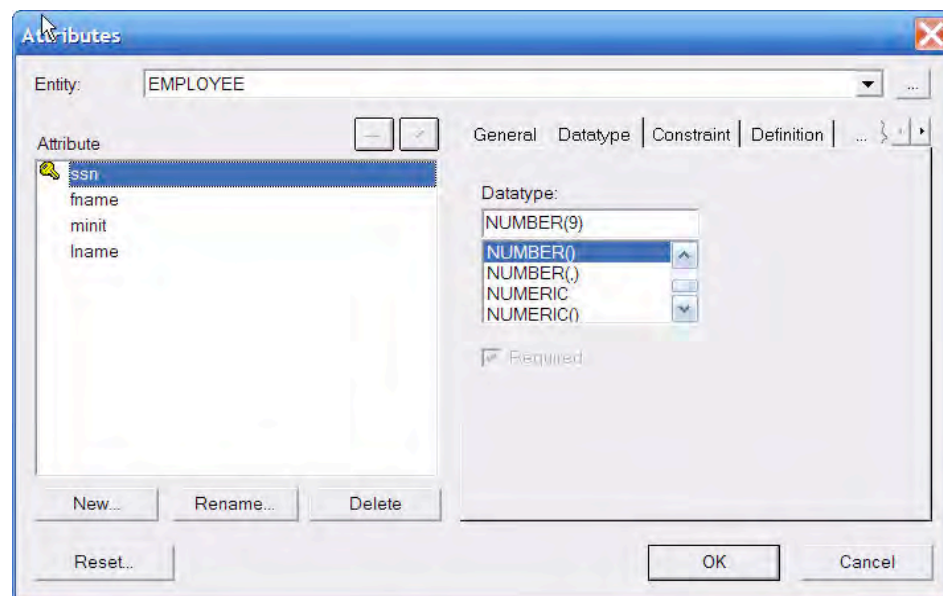 Attributes
Entity: EMPLOYEE ...
Attribute
ssn
fname
minit
lname
General Datatype Constraint Definition ...
Datatype:
NUMBER(9)
NUMBER()
NUMBER(,)
NUMERIC
NUMERIC()
Required
New... Rename... Delete
Reset... OK Cancel